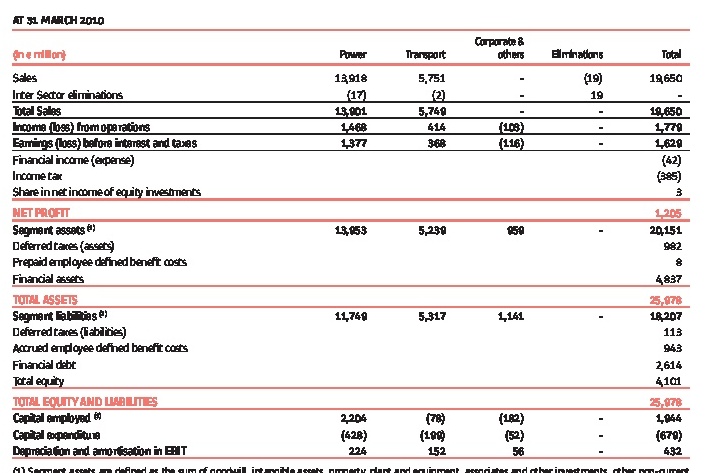 AT 31 MARCH 2010
(in € million) Power Transport Corporate & others Eliminations Total
Sales 13,918 5,751 - (19) 19,650
Inter Sector eliminations (17) (2) - 19 -
Total Sales 13,901 5,749 - - 19,650
Income (loss) from operations 1,468 414 (103) - 1,779
Earnings (loss) before interest and taxes 1,377 368 (116) - 1,629
Financial income (expense) (42)
Income tax (385)
Share in net income of equity investments 3
NET PROFIT 1,205
Segment assets (1) 13,953 5,239 959 - 20,151
Deferred taxes (assets) 982
Prepaid employee defined benefit costs 8
Financial assets 4,837
TOTAL ASSETS 25,978
Segment liabilities (2) 11,749 5,317 1,141 - 18,207
Deferred taxes (liabilities) 113
Accrued employee defined benefit costs 943
Financial debt 2,614
Total equity 4,101
TOTAL EQUITY AND LIABILITIES 25,978
Capital employed (3) 2,204 (78) (182) - 1,944
Capital expenditure (428) (199) (52) - (679)
Depreciation and amortisation in EBIT 224 152 56 - 432
(1) Segment assets are defined as the sum of goodwill, intangible assets, property, plant and equipment, associates and other investments, other non-current